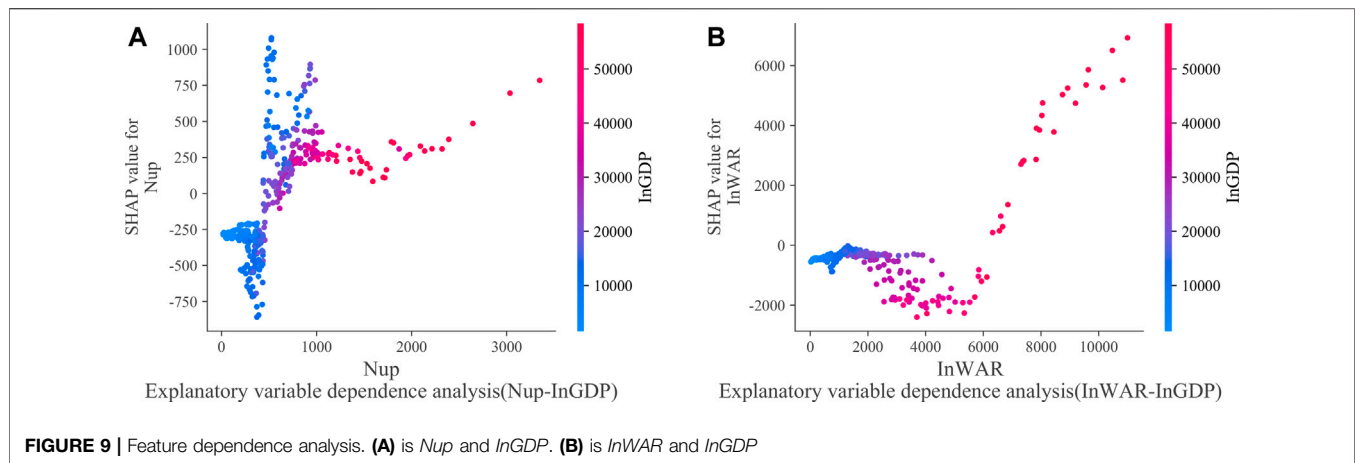 A
1000
750
500
250
0
-250
-500
-750
SHAP value for
Nup
0 1000 2000 3000
Nup
Explanatory variable dependence analysis(Nup-InGDP)
50000
40000
30000
20000
10000
InGDP
B
6000
4000
2000
0
-2000
SHAP value for
InWAR
0 2000 4000 6000 8000 10000
InWAR
Explanatory variable dependence analysis(InWAR-InGDP)
50000
40000
30000
20000
10000
InGDP
FIGURE 9 | Feature dependence analysis. (A) is Nup and InGDP. (B) is InWAR and InGDP